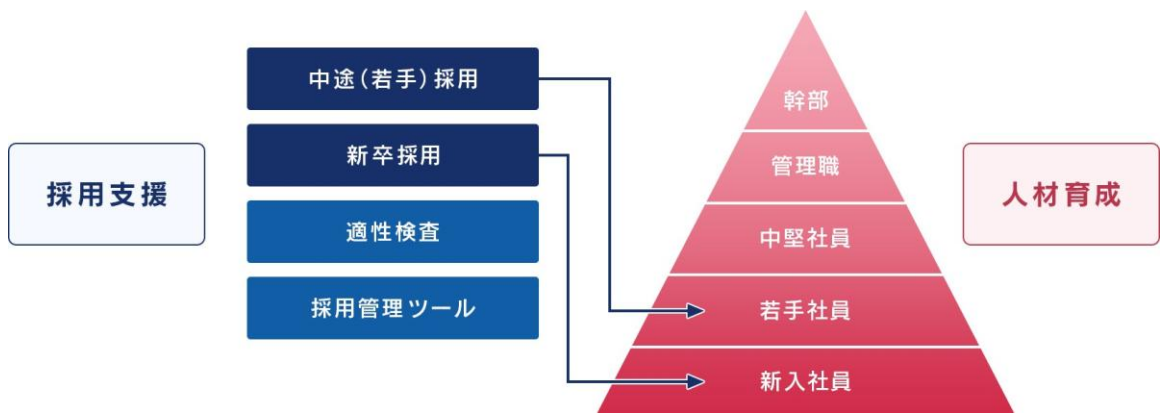 採用支援
中途(若手)採用
新卒採用
適性検査
採用管理ツール
幹部
管理職
中堅社員
若手社員
新入社員
人材育成